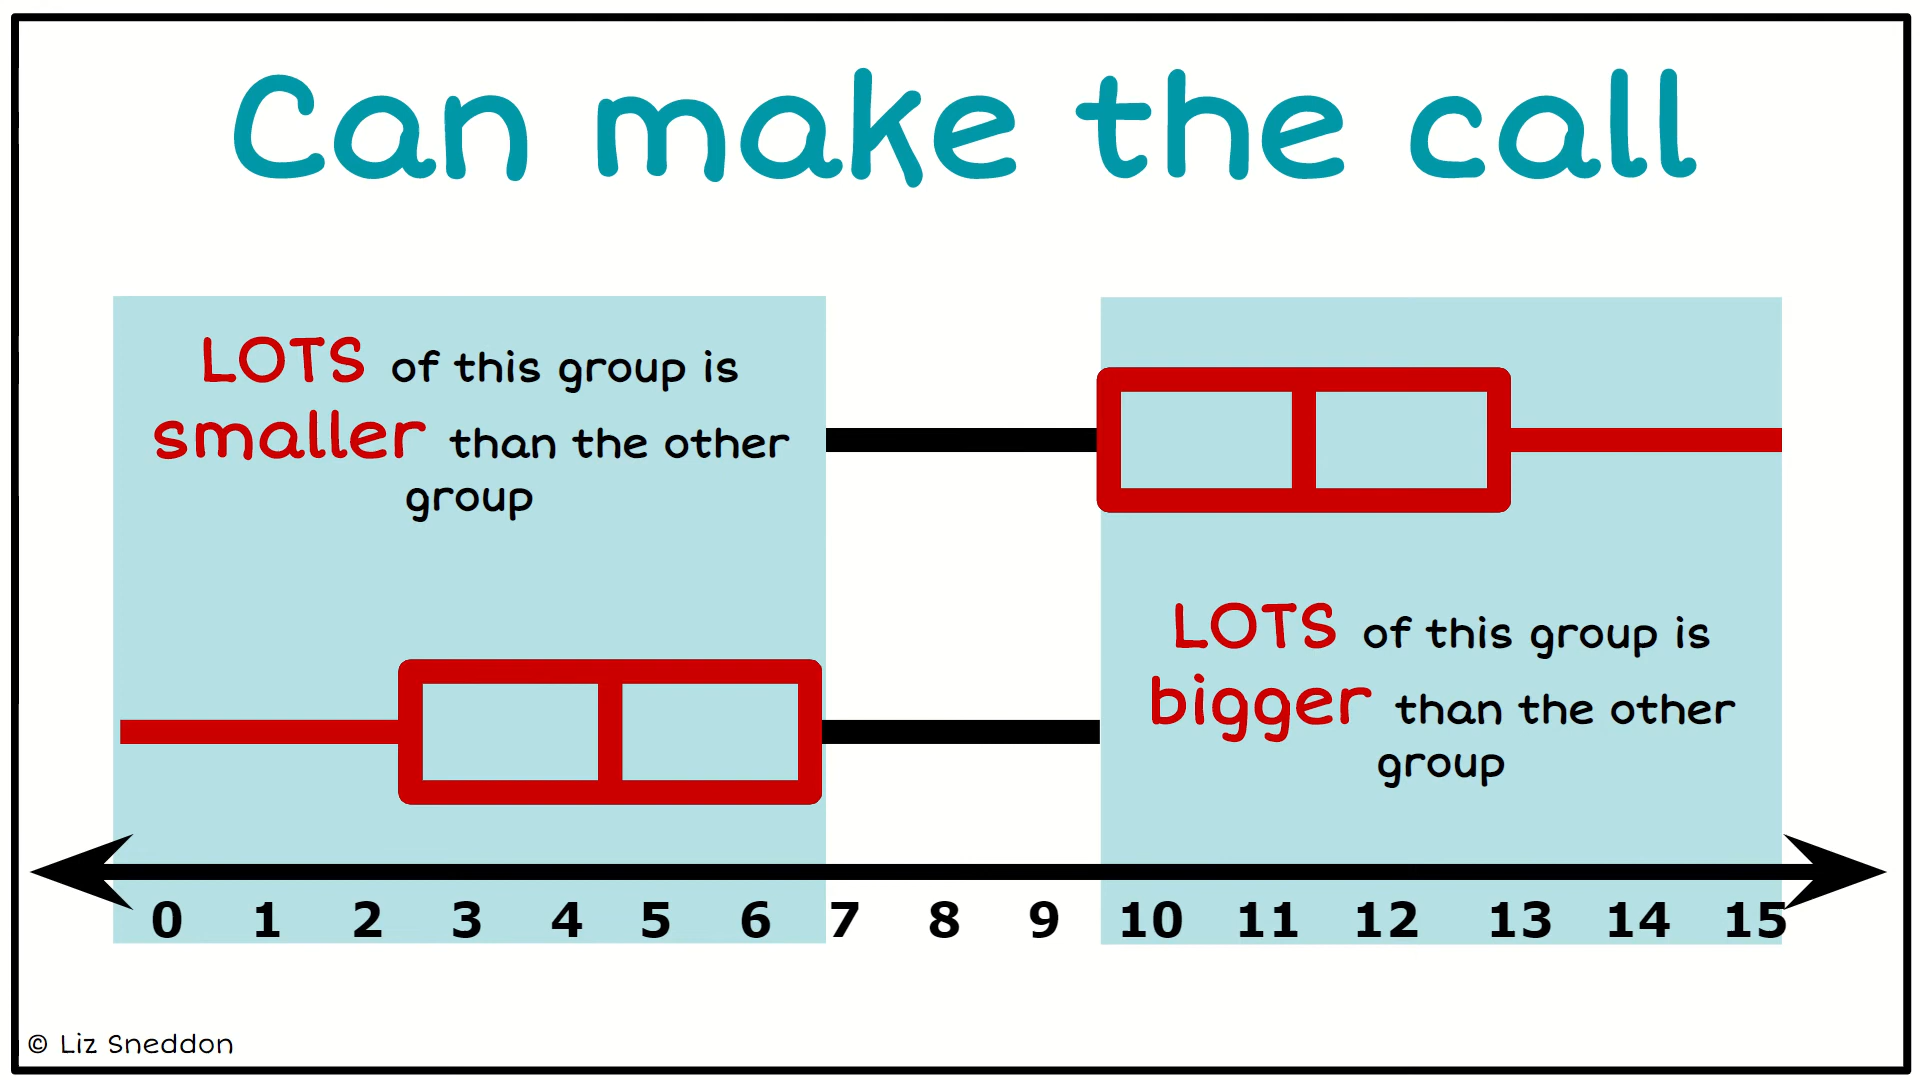 Can make the call
LOTS of this group is
smaller than the other
group
LOTS of this group is
bigger than the other
group
0 1 2 3 4 5 6 7 8 9 10 11 12 13 14 15
© Liz Sneddon